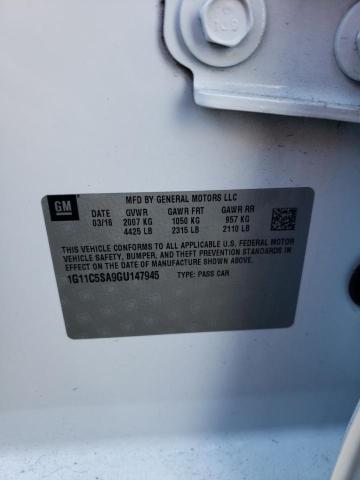 GM
MFD BY GENERAL MOTORS LLC
DATE GVWR GAWR FRT GAWR RR
03/16 2007 KG 1050 KG 957 KG
4425 LB 2315 LB 2110 LB
THIS VEHICLE CONFORMS TO ALL APPLICABLE U.S. FEDERAL MOTOR
VEHICLE SAFETY, BUMPER, AND THEFT PREVENTION STANDARDS IN
EFFECT ON THE DATE OF MANUFACTURE SHOWN ABOVE.
1G11C5SA9GU147945 TYPE: PASS CAR